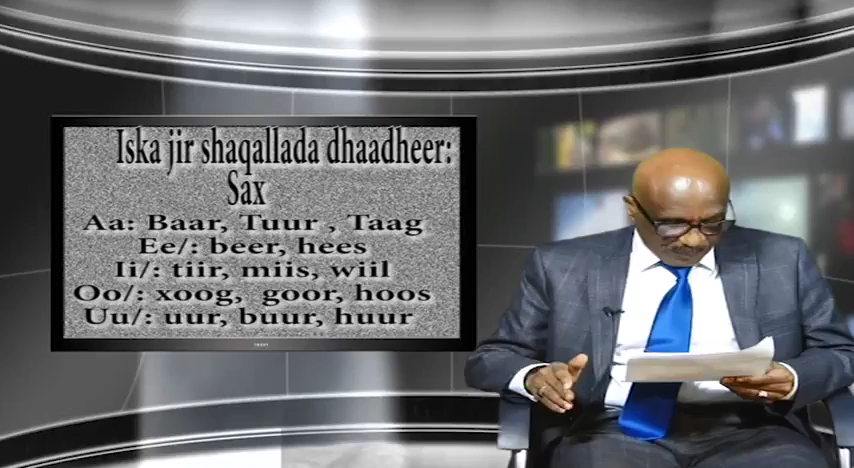 Iska jir shaqallada dhaadheer:
Sax
Aa: Baar, Tuur , Taag
Ee/: beer, hees
Ii/: tiir, miis, wiil
Oo/: xoog, goor, hoos
Uu/: uur, buur, huur